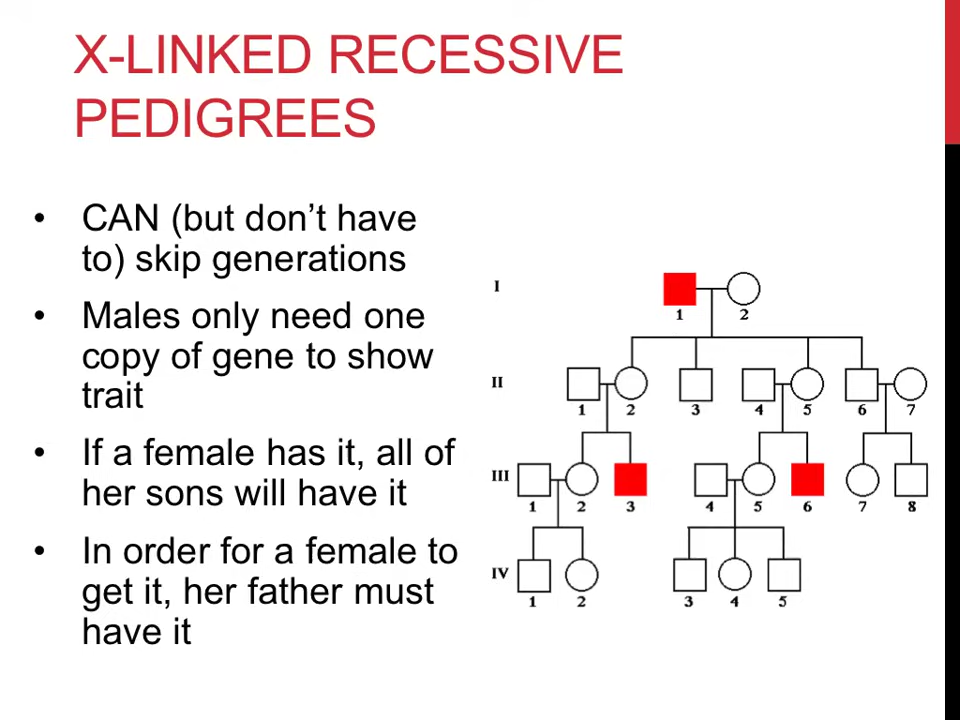 X-LINKED RECESSIVE
PEDIGREES
• CAN (but don’t have
to) skip generations
• Males only need one
copy of gene to show
trait
• If a female has it, all of
her sons will have it
• In order for a female to
get it, her father must
have it
I
1 2
II
1 2 3 4 5 6 7
III
1 2 3 4 5 6 7 8
IV
1 2 3 4 5